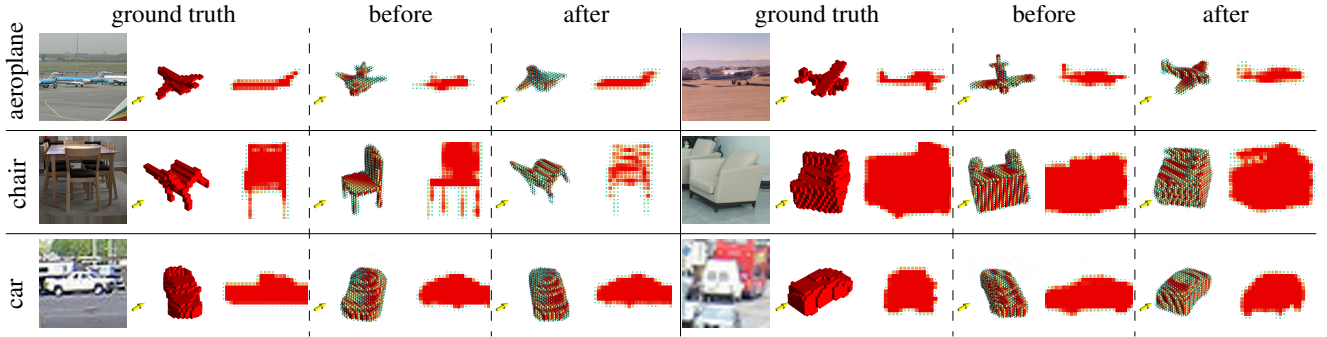 ground truth before after ground truth before after
aeroplane
chair
car